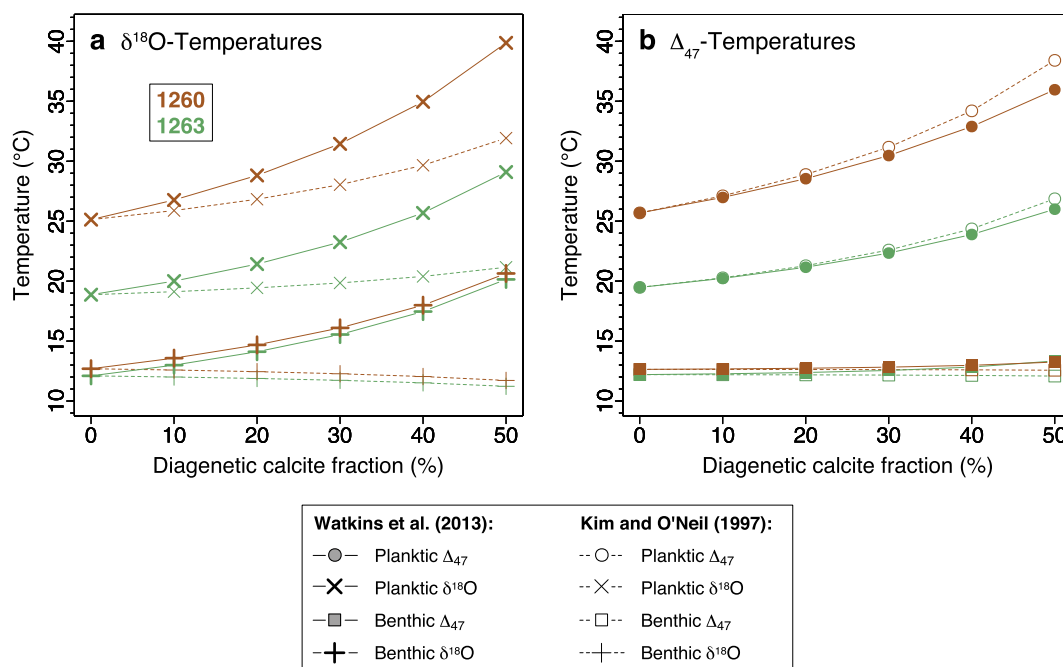 a δ¹⁸O-Temperatures
1260
1263
40
35
30
25
20
15
10
Temperature (°C)
0 10 20 30 40 50
Diagenetic calcite fraction (%)
b Δ₄₇-Temperatures
40
35
30
25
20
15
10
Temperature (°C)
0 10 20 30 40 50
Diagenetic calcite fraction (%)
Watkins et al. (2013):
Planktic Δ₄₇
Planktic δ¹⁸O
Benthic Δ₄₇
Benthic δ¹⁸O
Kim and O'Neil (1997):
Planktic Δ₄₇
Planktic δ¹⁸O
Benthic Δ₄₇
Benthic δ¹⁸O